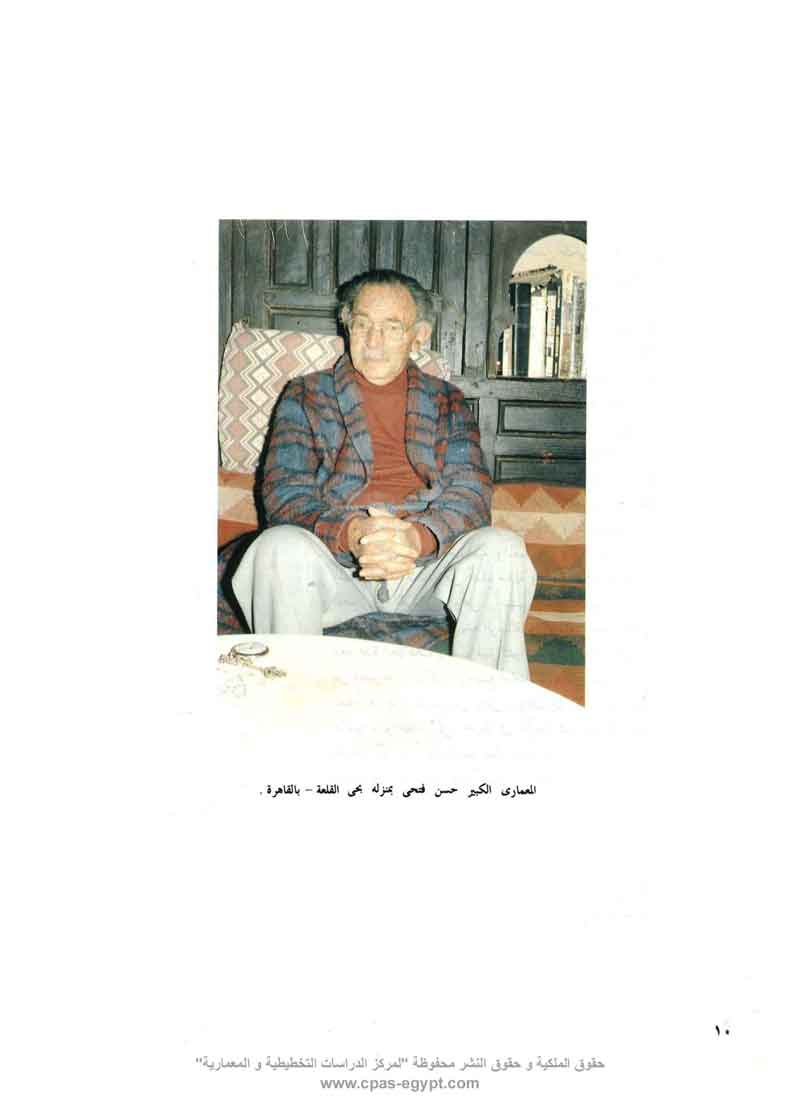 المعمارى الكبير حسن فتحى بمنزله بحى القلعة – بالقاهرة .
١٠
حقوق الملكية و حقوق النشر محفوظة "لمركز الدراسات التخطيطية و المعمارية"
www.cpas-egypt.com